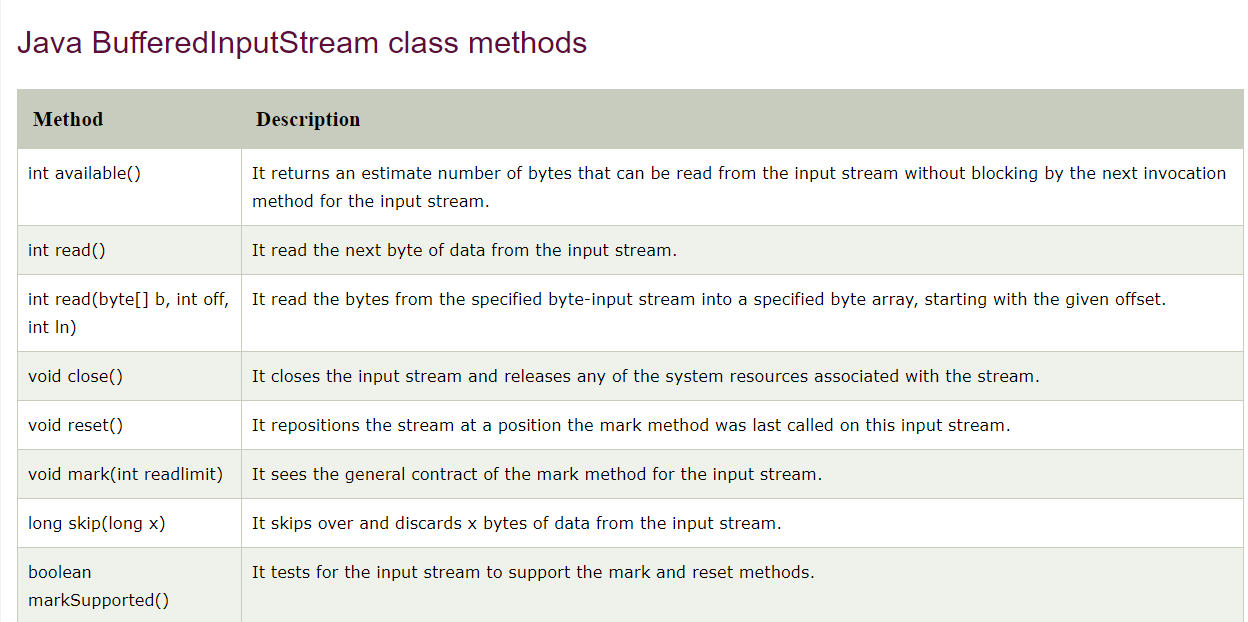 Java BufferedInputStream class methods
Method Description
int available() It returns an estimate number of bytes that can be read from the input stream without blocking by the next invocation
method for the input stream.
int read() It read the next byte of data from the input stream.
int read(byte[] b, int off, It read the bytes from the specified byte-input stream into a specified byte array, starting with the given offset.
int ln)
void close() It closes the input stream and releases any of the system resources associated with the stream.
void reset() It repositions the stream at a position the mark method was last called on this input stream.
void mark(int readlimit) It sees the general contract of the mark method for the input stream.
long skip(long x) It skips over and discards x bytes of data from the input stream.
boolean It tests for the input stream to support the mark and reset methods.
markSupported()